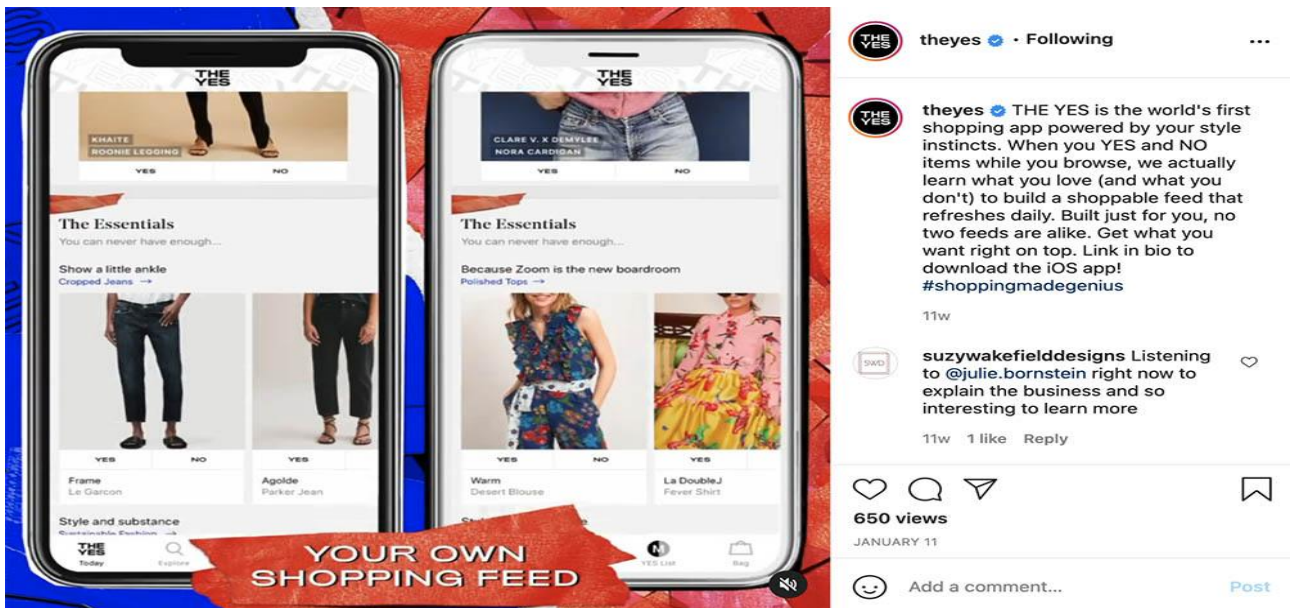 THE
YES
KHAITE
ROONIE LEGGING
YES NO
The Essentials
You can never have enough...
Show a little ankle
Cropped Jeans →
YES NO
YES
Frame
Le Garcon
Agolde
Parker Jean
Style and substance
Sustainable Fashion →
THE
YES
Today
Explore
THE
YES
CLARE V. X DEMYLEE
NORA CARDIGAN
YES NO
The Essentials
You can never have enough...
Because Zoom is the new boardroom
Polished Tops →
YES NO
YES
Warm
Desert Blouse
La DoubleJ
Fever Shirt
M
YES List
Bag
YOUR OWN
SHOPPING FEED
THE
YES
theyes • Following
THE
YES
theyes THE YES is the world's first
shopping app powered by your style
instincts. When you YES and NO
items while you browse, we actually
learn what you love (and what you
don't) to build a shoppable feed that
refreshes daily. Built just for you, no
two feeds are alike. Get what you
want right on top. Link in bio to
download the iOS app!
#shoppingmadegenius
11w
SWD
suzywakefielddesigns Listening
to @julie.bornstein right now to
explain the business and so
interesting to learn more
11w 1 like Reply
650 views
JANUARY 11
Add a comment... Post